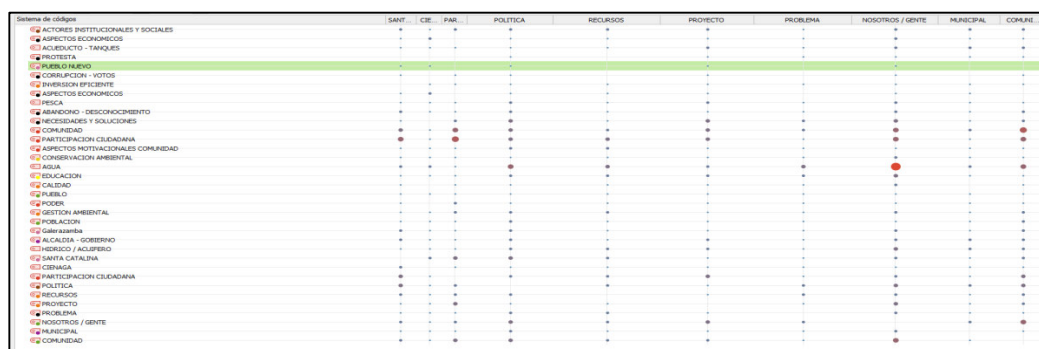 Sistema de códigos SANT... CIE... PAR... POLITICA RECURSOS PROYECTO PROBLEMA NOSOTROS / GENTE MUNICIPAL COMUNI...
ACTORES INSTITUCIONALES Y SOCIALES
ASPECTOS ECONOMICOS
ACUEDUCTO - TANQUES
PROTESTA
PUEBLO NUEVO
CORRUPCION - VOTOS
INVERSION EFICIENTE
ASPECTOS ECONOMICOS
PESCA
ABANDONO - DESCONOCIMIENTO
NECESIDADES Y SOLUCIONES
COMUNIDAD
PARTICIPACION CIUDADANA
ASPECTOS MOTIVACIONALES COMUNIDAD
CONSERVACION AMBIENTAL
AGUA
EDUCACION
CALIDAD
PUEBLO
PODER
GESTION AMBIENTAL
POBLACION
Galerazamba
ALCALDIA - GOBIERNO
HIDRICO / ACUIFERO
SANTA CATALINA
CIENAGA
PARTICIPACION CIUDADANA
POLITICA
RECURSOS
PROYECTO
PROBLEMA
NOSOTROS / GENTE
MUNICIPAL
COMUNIDAD